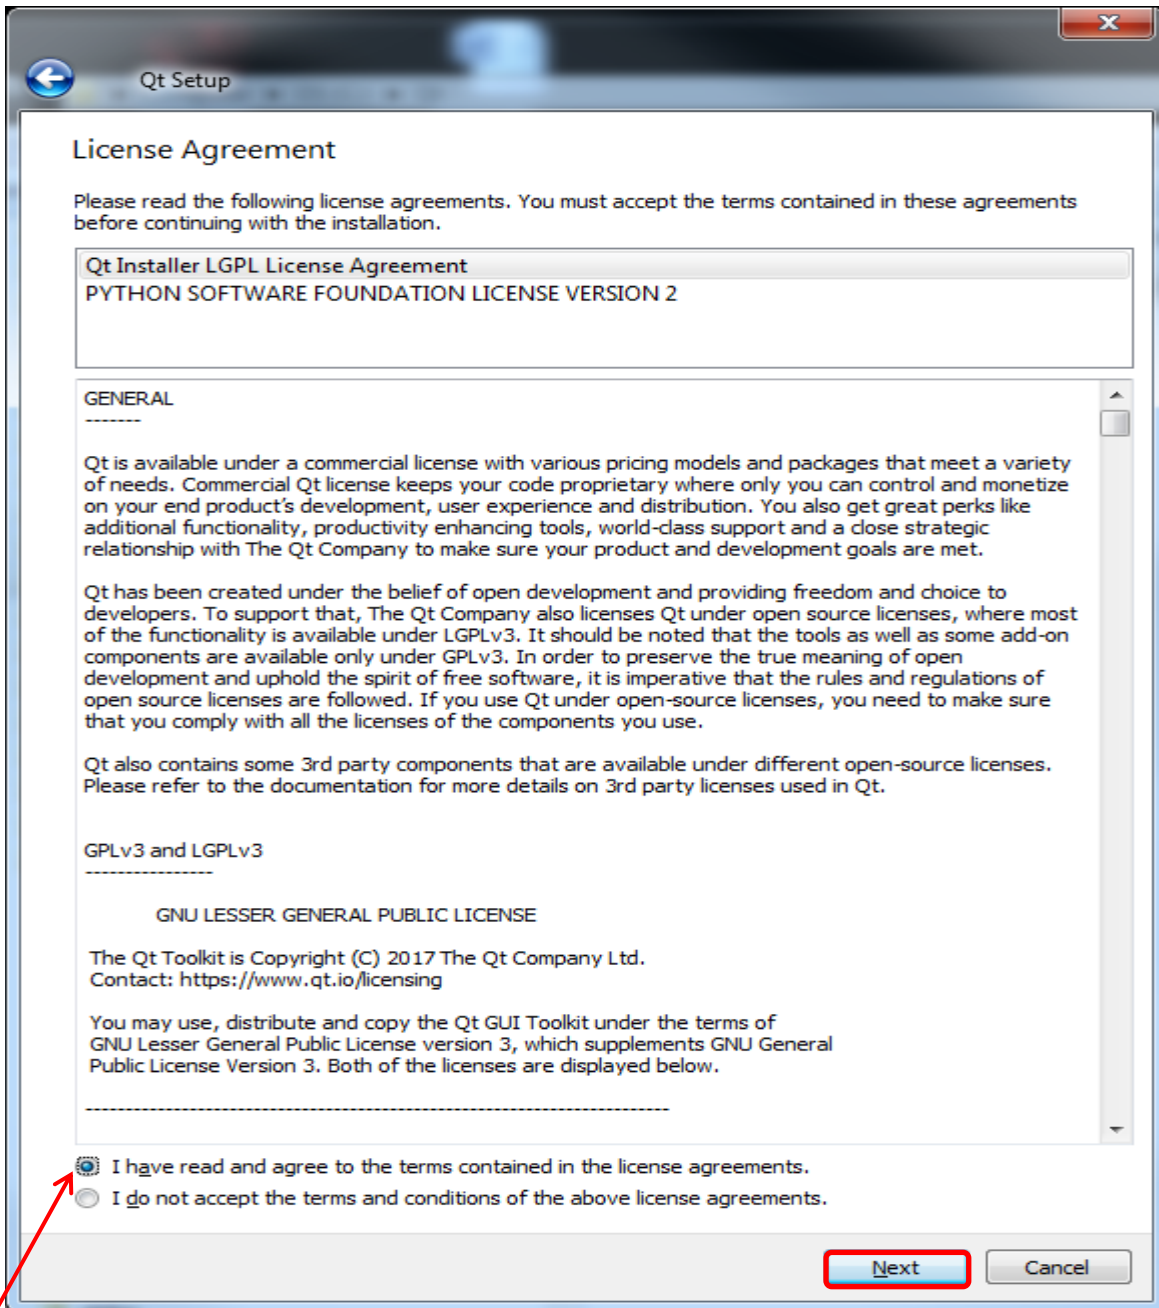 Qt Setup
License Agreement
Please read the following license agreements. You must accept the terms contained in these agreements
before continuing with the installation.
Qt Installer LGPL License Agreement
PYTHON SOFTWARE FOUNDATION LICENSE VERSION 2
GENERAL
-------
Qt is available under a commercial license with various pricing models and packages that meet a variety
of needs. Commercial Qt license keeps your code proprietary where only you can control and monetize
on your end product's development, user experience and distribution. You also get great perks like
additional functionality, productivity enhancing tools, world-class support and a close strategic
relationship with The Qt Company to make sure your product and development goals are met.
Qt has been created under the belief of open development and providing freedom and choice to
developers. To support that, The Qt Company also licenses Qt under open source licenses, where most
of the functionality is available under LGPLv3. It should be noted that the tools as well as some add-on
components are available only under GPLv3. In order to preserve the true meaning of open
development and uphold the spirit of free software, it is imperative that the rules and regulations of
open source licenses are followed. If you use Qt under open-source licenses, you need to make sure
that you comply with all the licenses of the components you use.
Qt also contains some 3rd party components that are available under different open-source licenses.
Please refer to the documentation for more details on 3rd party licenses used in Qt.
GPLv3 and LGPLv3
----------------
GNU LESSER GENERAL PUBLIC LICENSE
The Qt Toolkit is Copyright (C) 2017 The Qt Company Ltd.
Contact: https://www.qt.io/licensing
You may use, distribute and copy the Qt GUI Toolkit under the terms of
GNU Lesser General Public License version 3, which supplements GNU General
Public License Version 3. Both of the licenses are displayed below.
-------------------------------------------------------------------------
I have read and agree to the terms contained in the license agreements.
I do not accept the terms and conditions of the above license agreements.
Next
Cancel